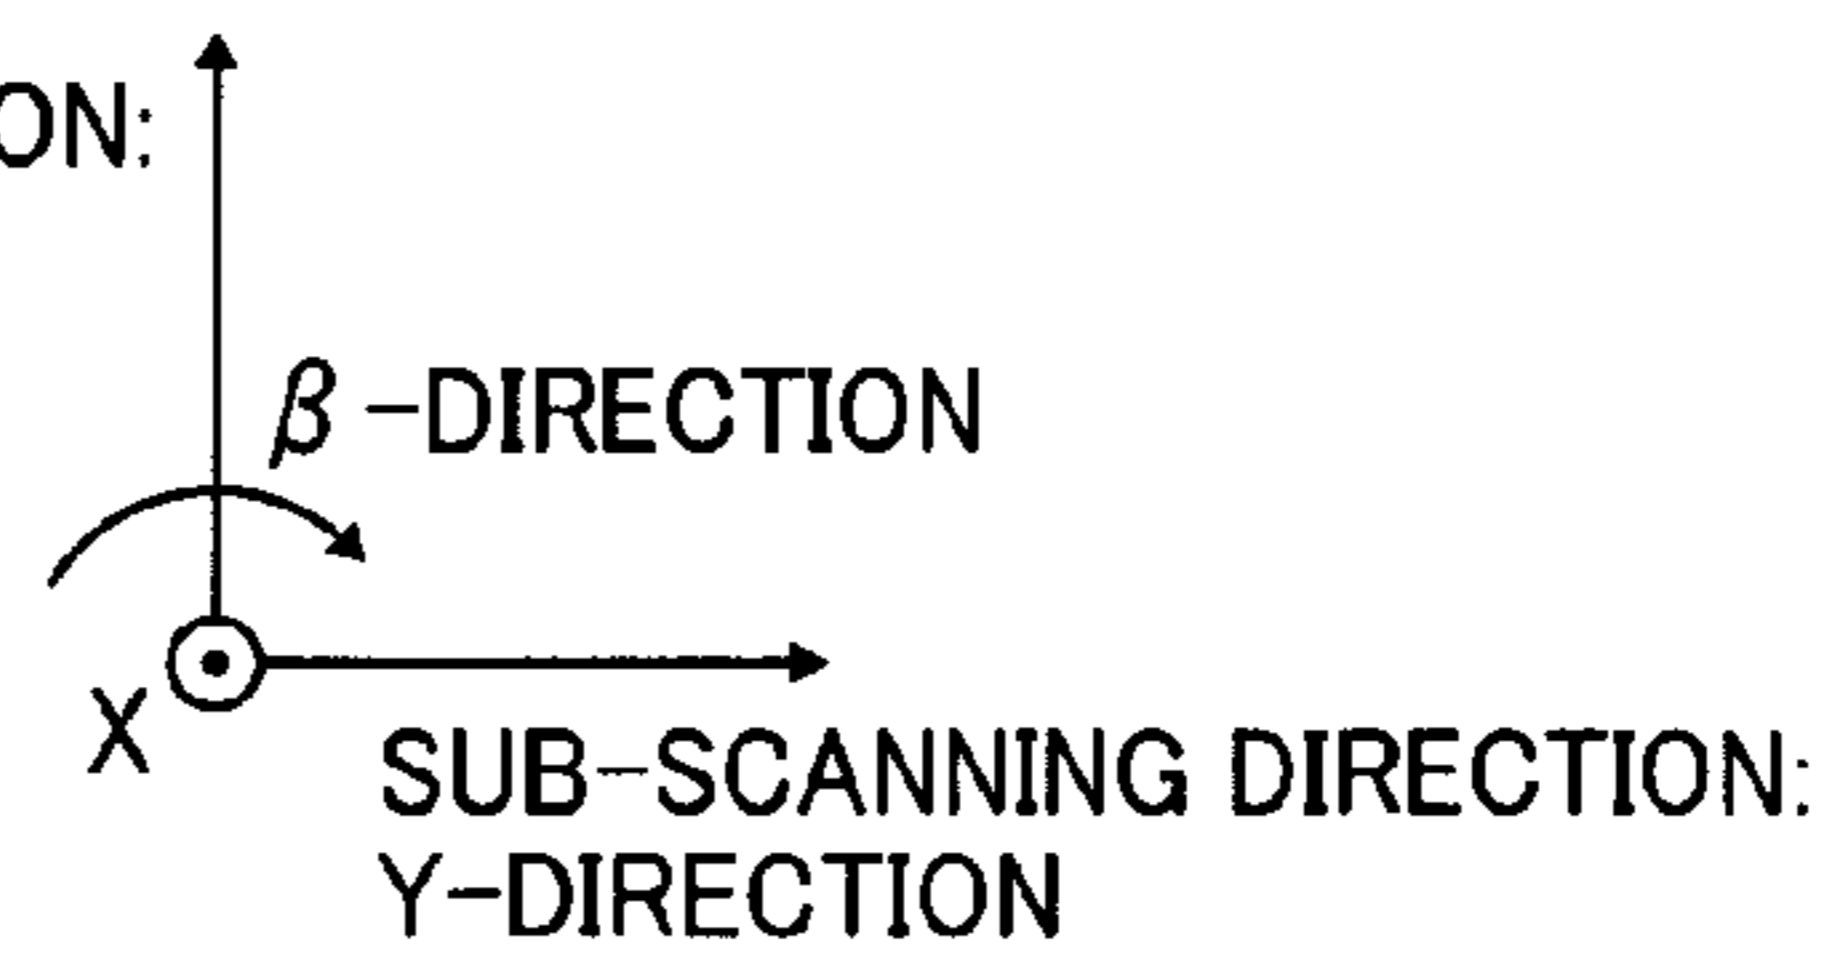 ON:
β-DIRECTION
X
SUB-SCANNING DIRECTION:
Y-DIRECTION